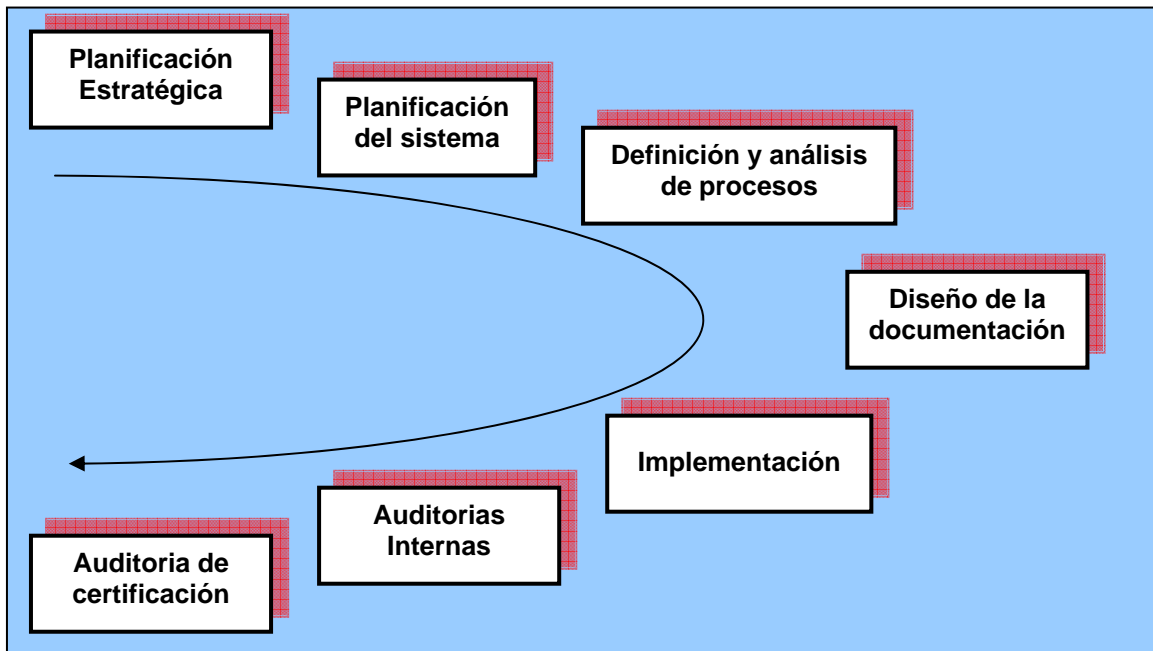 Planificación
Estratégica
Planificación
del sistema
Definición y análisis
de procesos
Diseño de la
documentación
Implementación
Auditorias
Internas
Auditoria de
certificación